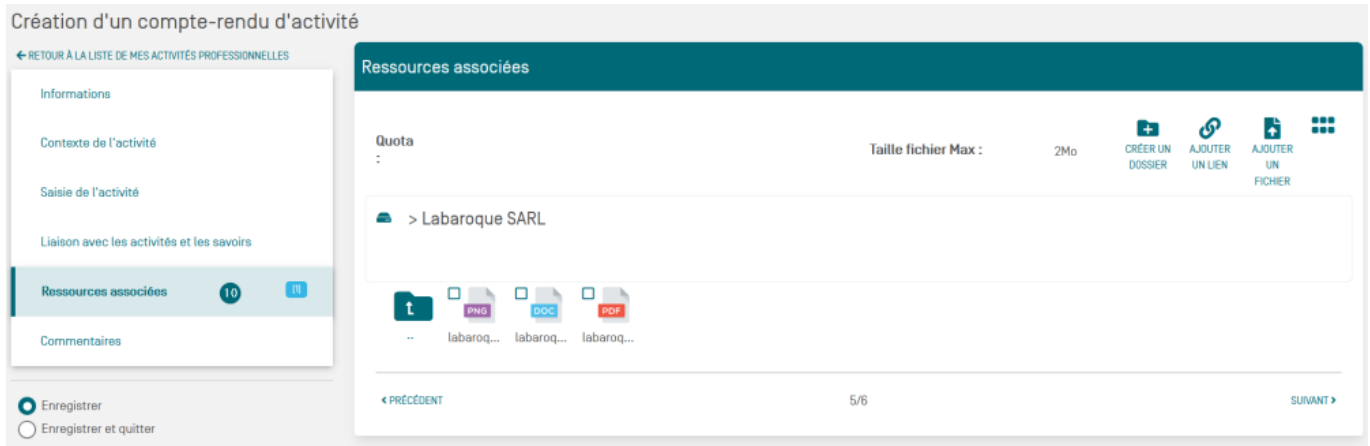 Création d'un compte-rendu d'activité
RETOUR À LA LISTE DE MES ACTIVITÉS PROFESSIONNELLES
Informations
Contexte de l'activité
Saisie de l'activité
Liaison avec les activités et les savoirs
Ressources associées 10 [1]
Commentaires
Enregistrer
Enregistrer et quitter
Ressources associées
Quota
:
Taille fichier Max : 2Mo
CRÉER UN
DOSSIER
AJOUTER
UN LIEN
AJOUTER
UN
FICHIER
> Labaroque SARL
PNG DOC PDF
.. labaroq... labaroq... labaroq...
< PRÉCÉDENT 5/6 SUIVANT >